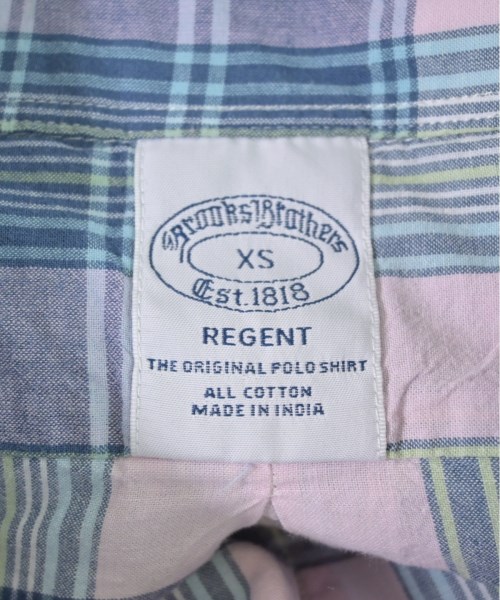 Brooks Brothers
XS
Est. 1818
REGENT
THE ORIGINAL POLO SHIRT
ALL COTTON
MADE IN INDIA